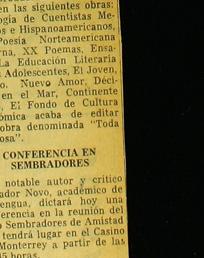 en las siguientes obras:
ogía de Cuentistas Me-
s e Hispanoamericanos,
Poesía Norteamericana
rna, XX Poemas, Ensa-
La Educación Literaria
Adolescentes, El Joven,
o. Nuevo Amor, Déci-
en el Mar, Continente
El Fondo de Cultura
ómica acaba de editar
obra denominada "Toda
osa".
CONFERENCIA EN
SEMBRADORES
notable autor y crítico
ador Novo, académico de
engua, dictará hoy una
erencia en la reunión del
o Sembradores de Amistad
tendrá lugar en el Casino
Monterrey a partir de las
45 horas.